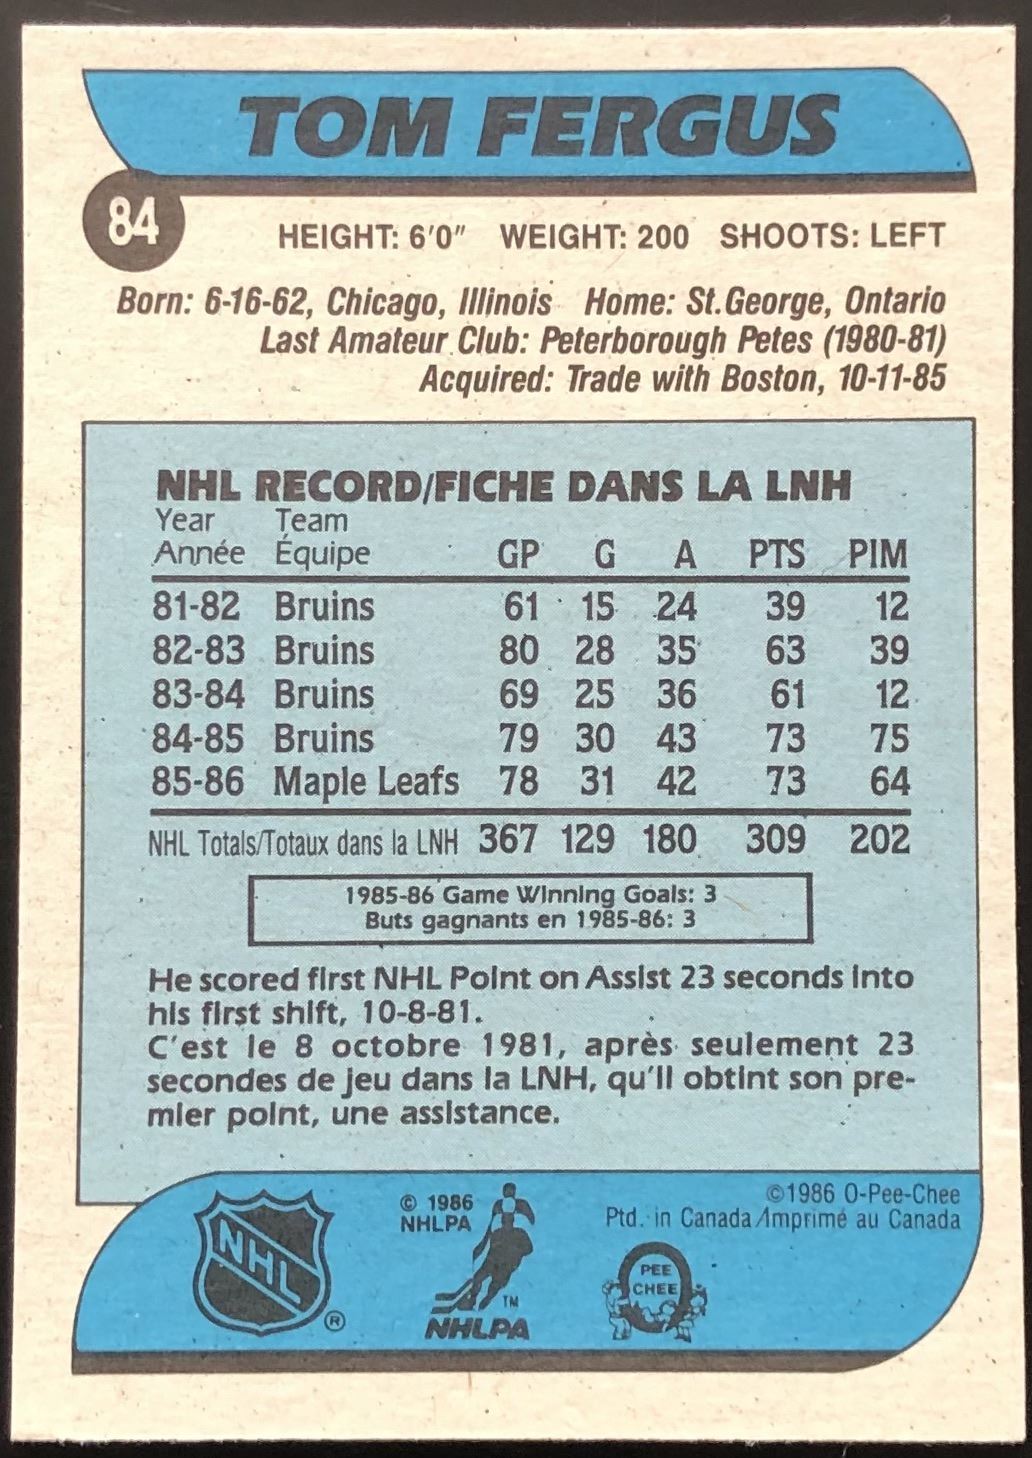 TOM FERGUS
84
HEIGHT: 6'0" WEIGHT: 200 SHOOTS: LEFT
Born: 6-16-62, Chicago, Illinois Home: St.George, Ontario
Last Amateur Club: Peterborough Petes (1980-81)
Acquired: Trade with Boston, 10-11-85
NHL RECORD/FICHE DANS LA LNH
Year Team
Année Équipe GP G A PTS PIM
81-82 Bruins 61 15 24 39 12
82-83 Bruins 80 28 35 63 39
83-84 Bruins 69 25 36 61 12
84-85 Bruins 79 30 43 73 75
85-86 Maple Leafs 78 31 42 73 64
NHL Totals/Totaux dans la LNH 367 129 180 309 202
1985-86 Game Winning Goals: 3
Buts gagnants en 1985-86: 3
He scored first NHL Point on Assist 23 seconds into
his first shift, 10-8-81.
C'est le 8 octobre 1981, après seulement 23
secondes de jeu dans la LNH, qu'il obtint son pre-
mier point, une assistance.
NHL
®
© 1986
NHLPA
TM
NHLPA
©1986 O-Pee-Chee
Ptd. in Canada/Imprimé au Canada
PEE
CHEE